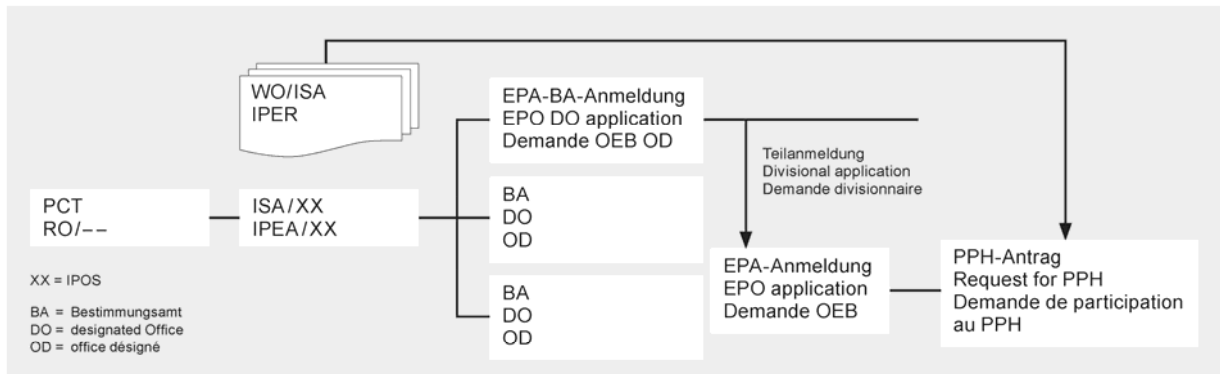 WO/ISA
IPER
EPA-BA-Anmeldung
EPO DO application
Demande OEB OD
Teilanmeldung
Divisional application
Demande divisionnaire
PCT
RO/––
ISA/XX
IPEA/XX
BA
DO
OD
XX = IPOS
BA = Bestimmungsamt
DO = designated Office
OD = office désigné
BA
DO
OD
EPA-Anmeldung
EPO application
Demande OEB
PPH-Antrag
Request for PPH
Demande de participation
au PPH